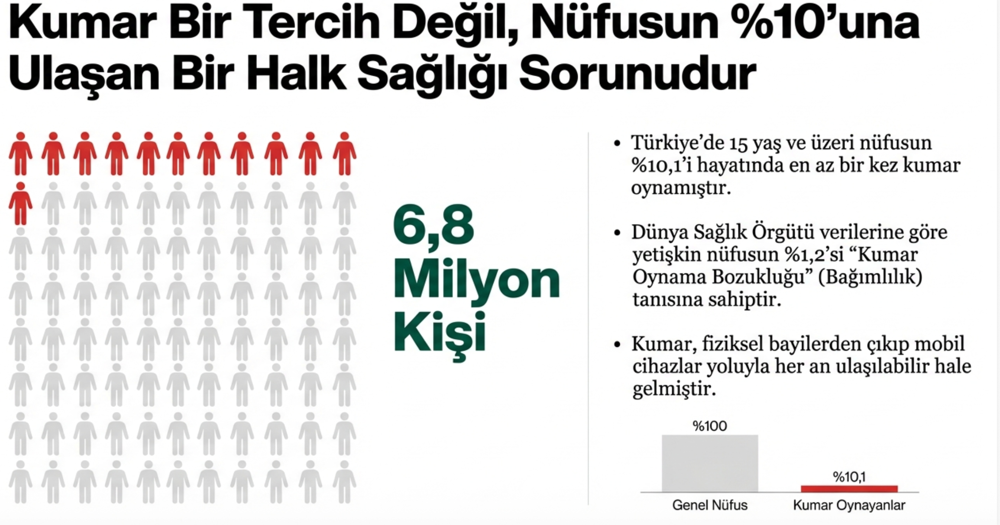 Kumar Bir Tercih Değil, Nüfusun %10’una
Ulaşan Bir Halk Sağlığı Sorunudur
6,8
Milyon
Kişi
• Türkiye’de 15 yaş ve üzeri nüfusun
%10,1’i hayatında en az bir kez kumar
oynamıştır.
• Dünya Sağlık Örgütü verilerine göre
yetişkin nüfusun %1,2’si “Kumar
Oynama Bozukluğu” (Bağımlılık)
tanısına sahiptir.
• Kumar, fiziksel bayilerden çıkıp mobil
cihazlar yoluyla her an ulaşılabilir hale
gelmiştir.
%100
%10,1
Genel Nüfus
Kumar Oynayanlar